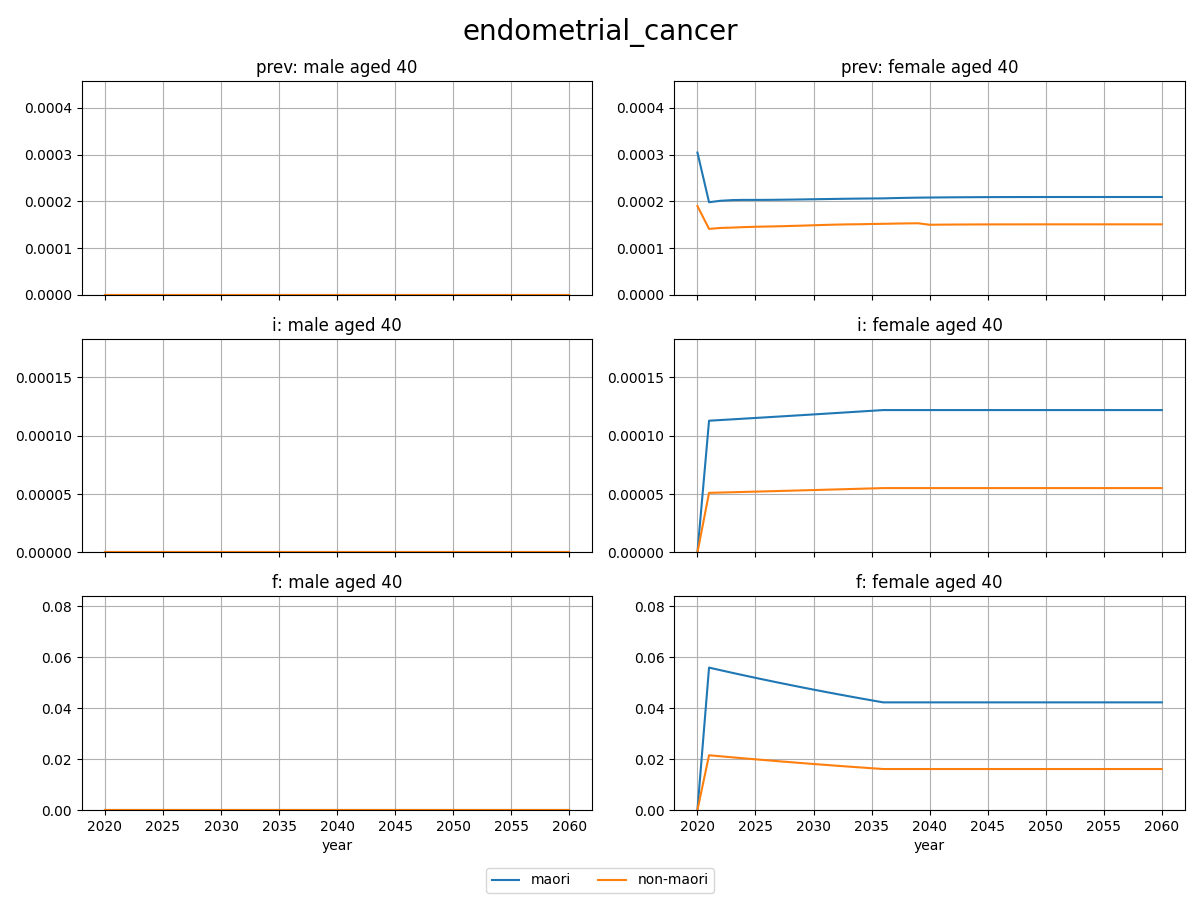 endometrial_cancer
prev: male aged 40
prev: female aged 40
0.0004
0.0003
0.0002
0.0001
0.0000
0.0004
0.0003
0.0002
0.0001
0.0000
i: male aged 40
i: female aged 40
0.00015
0.00010
0.00005
0.00000
0.00015
0.00010
0.00005
0.00000
f: male aged 40
f: female aged 40
0.08
0.06
0.04
0.02
0.00
0.08
0.06
0.04
0.02
0.00
2020 2025 2030 2035 2040 2045 2050 2055 2060
2020 2025 2030 2035 2040 2045 2050 2055 2060
year
year
maori
non-maori